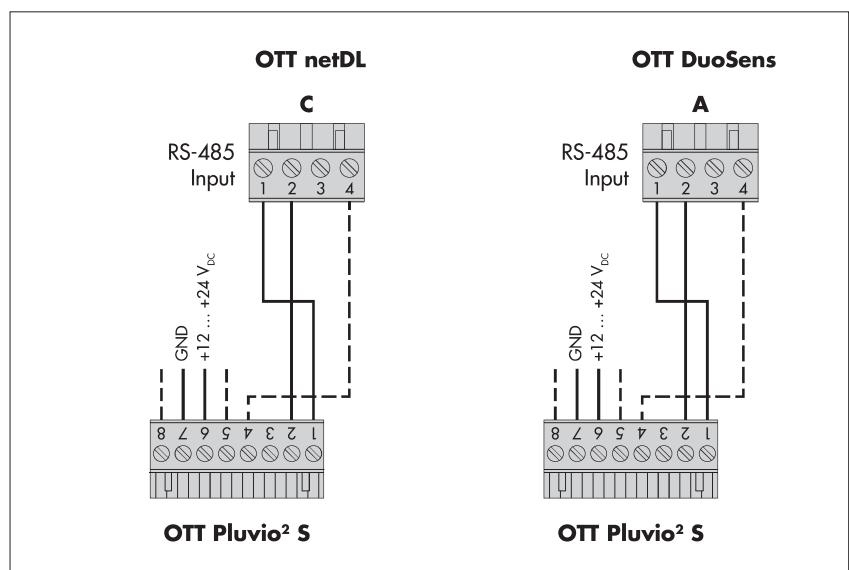 OTT netDL
C
RS-485
Input
1 2 3 4
GND
+12 ... +24 V_DC
8 7 6 5 4 3 2 1
OTT Pluvio² S
OTT DuoSens
A
RS-485
Input
1 2 3 4
GND
+12 ... +24 V_DC
8 7 6 5 4 3 2 1
OTT Pluvio² S